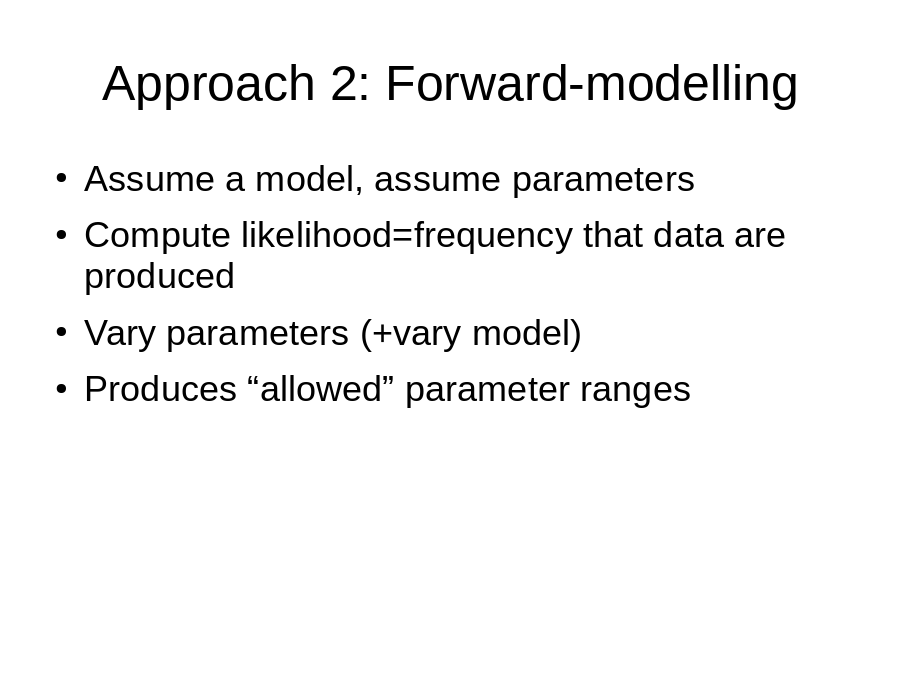 Approach 2: Forward-modelling
• Assume a model, assume parameters
• Compute likelihood=frequency that data are
produced
• Vary parameters (+vary model)
• Produces “allowed” parameter ranges